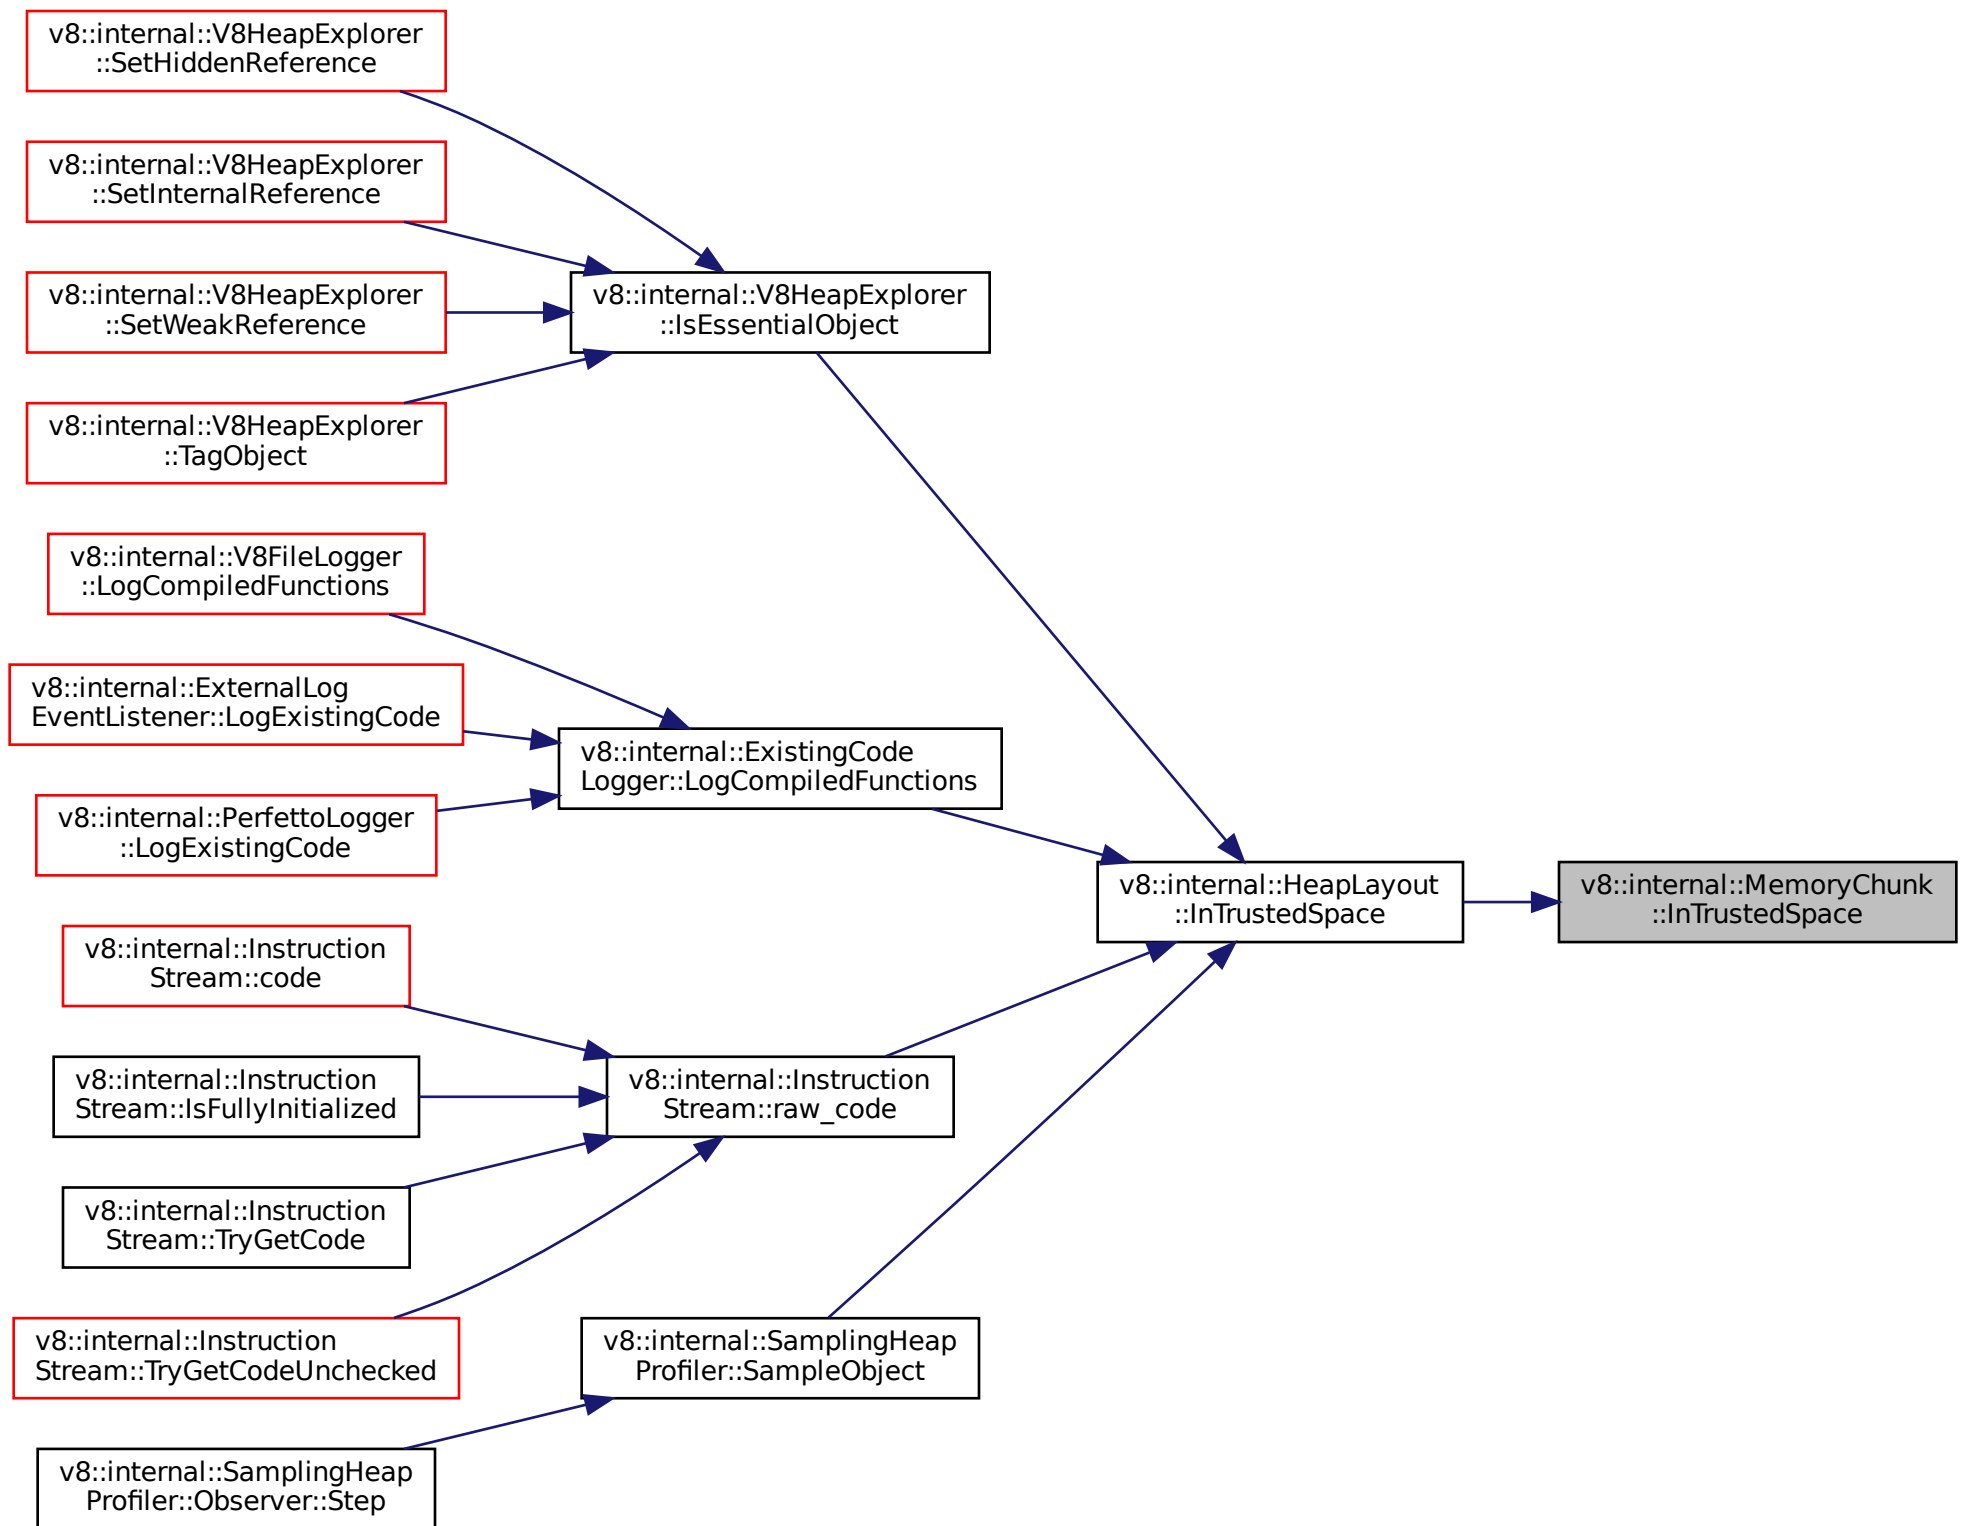 v8::internal::V8HeapExplorer
::SetHiddenReference
v8::internal::V8HeapExplorer
::SetInternalReference
v8::internal::V8HeapExplorer
::SetWeakReference
v8::internal::V8HeapExplorer
::IsEssentialObject
v8::internal::V8HeapExplorer
::TagObject
v8::internal::V8FileLogger
::LogCompiledFunctions
v8::internal::ExternalLog
EventListener::LogExistingCode
v8::internal::ExistingCode
Logger::LogCompiledFunctions
v8::internal::PerfettoLogger
::LogExistingCode
v8::internal::HeapLayout
::InTrustedSpace
v8::internal::MemoryChunk
::InTrustedSpace
v8::internal::Instruction
Stream::code
v8::internal::Instruction
Stream::IsFullyInitialized
v8::internal::Instruction
Stream::raw_code
v8::internal::Instruction
Stream::TryGetCode
v8::internal::Instruction
Stream::TryGetCodeUnchecked
v8::internal::SamplingHeap
Profiler::SampleObject
v8::internal::SamplingHeap
Profiler::Observer::Step